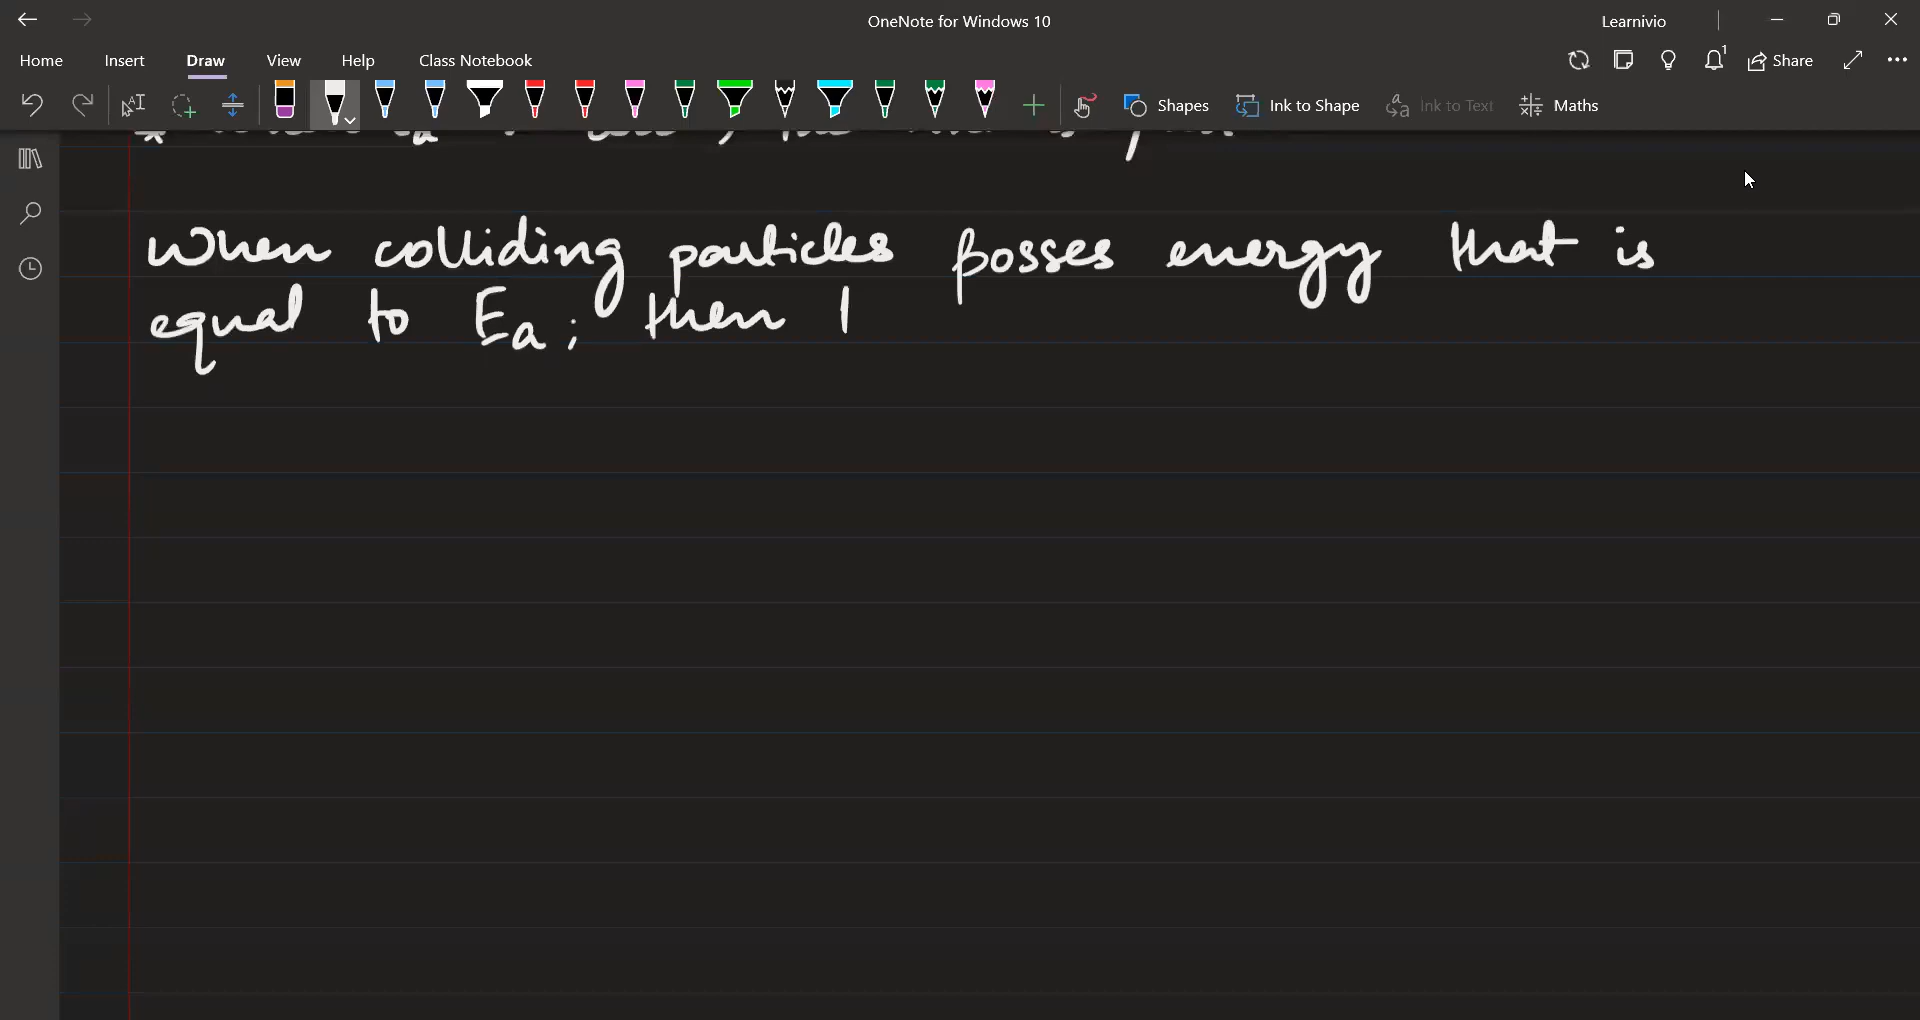 OneNote for Windows 10
Learnivio
Home Insert Draw View Help Class Notebook
1
Share
Shapes Ink to Shape Ink to Text Maths
when colliding particles posses energy that is
equal to Ea; then I